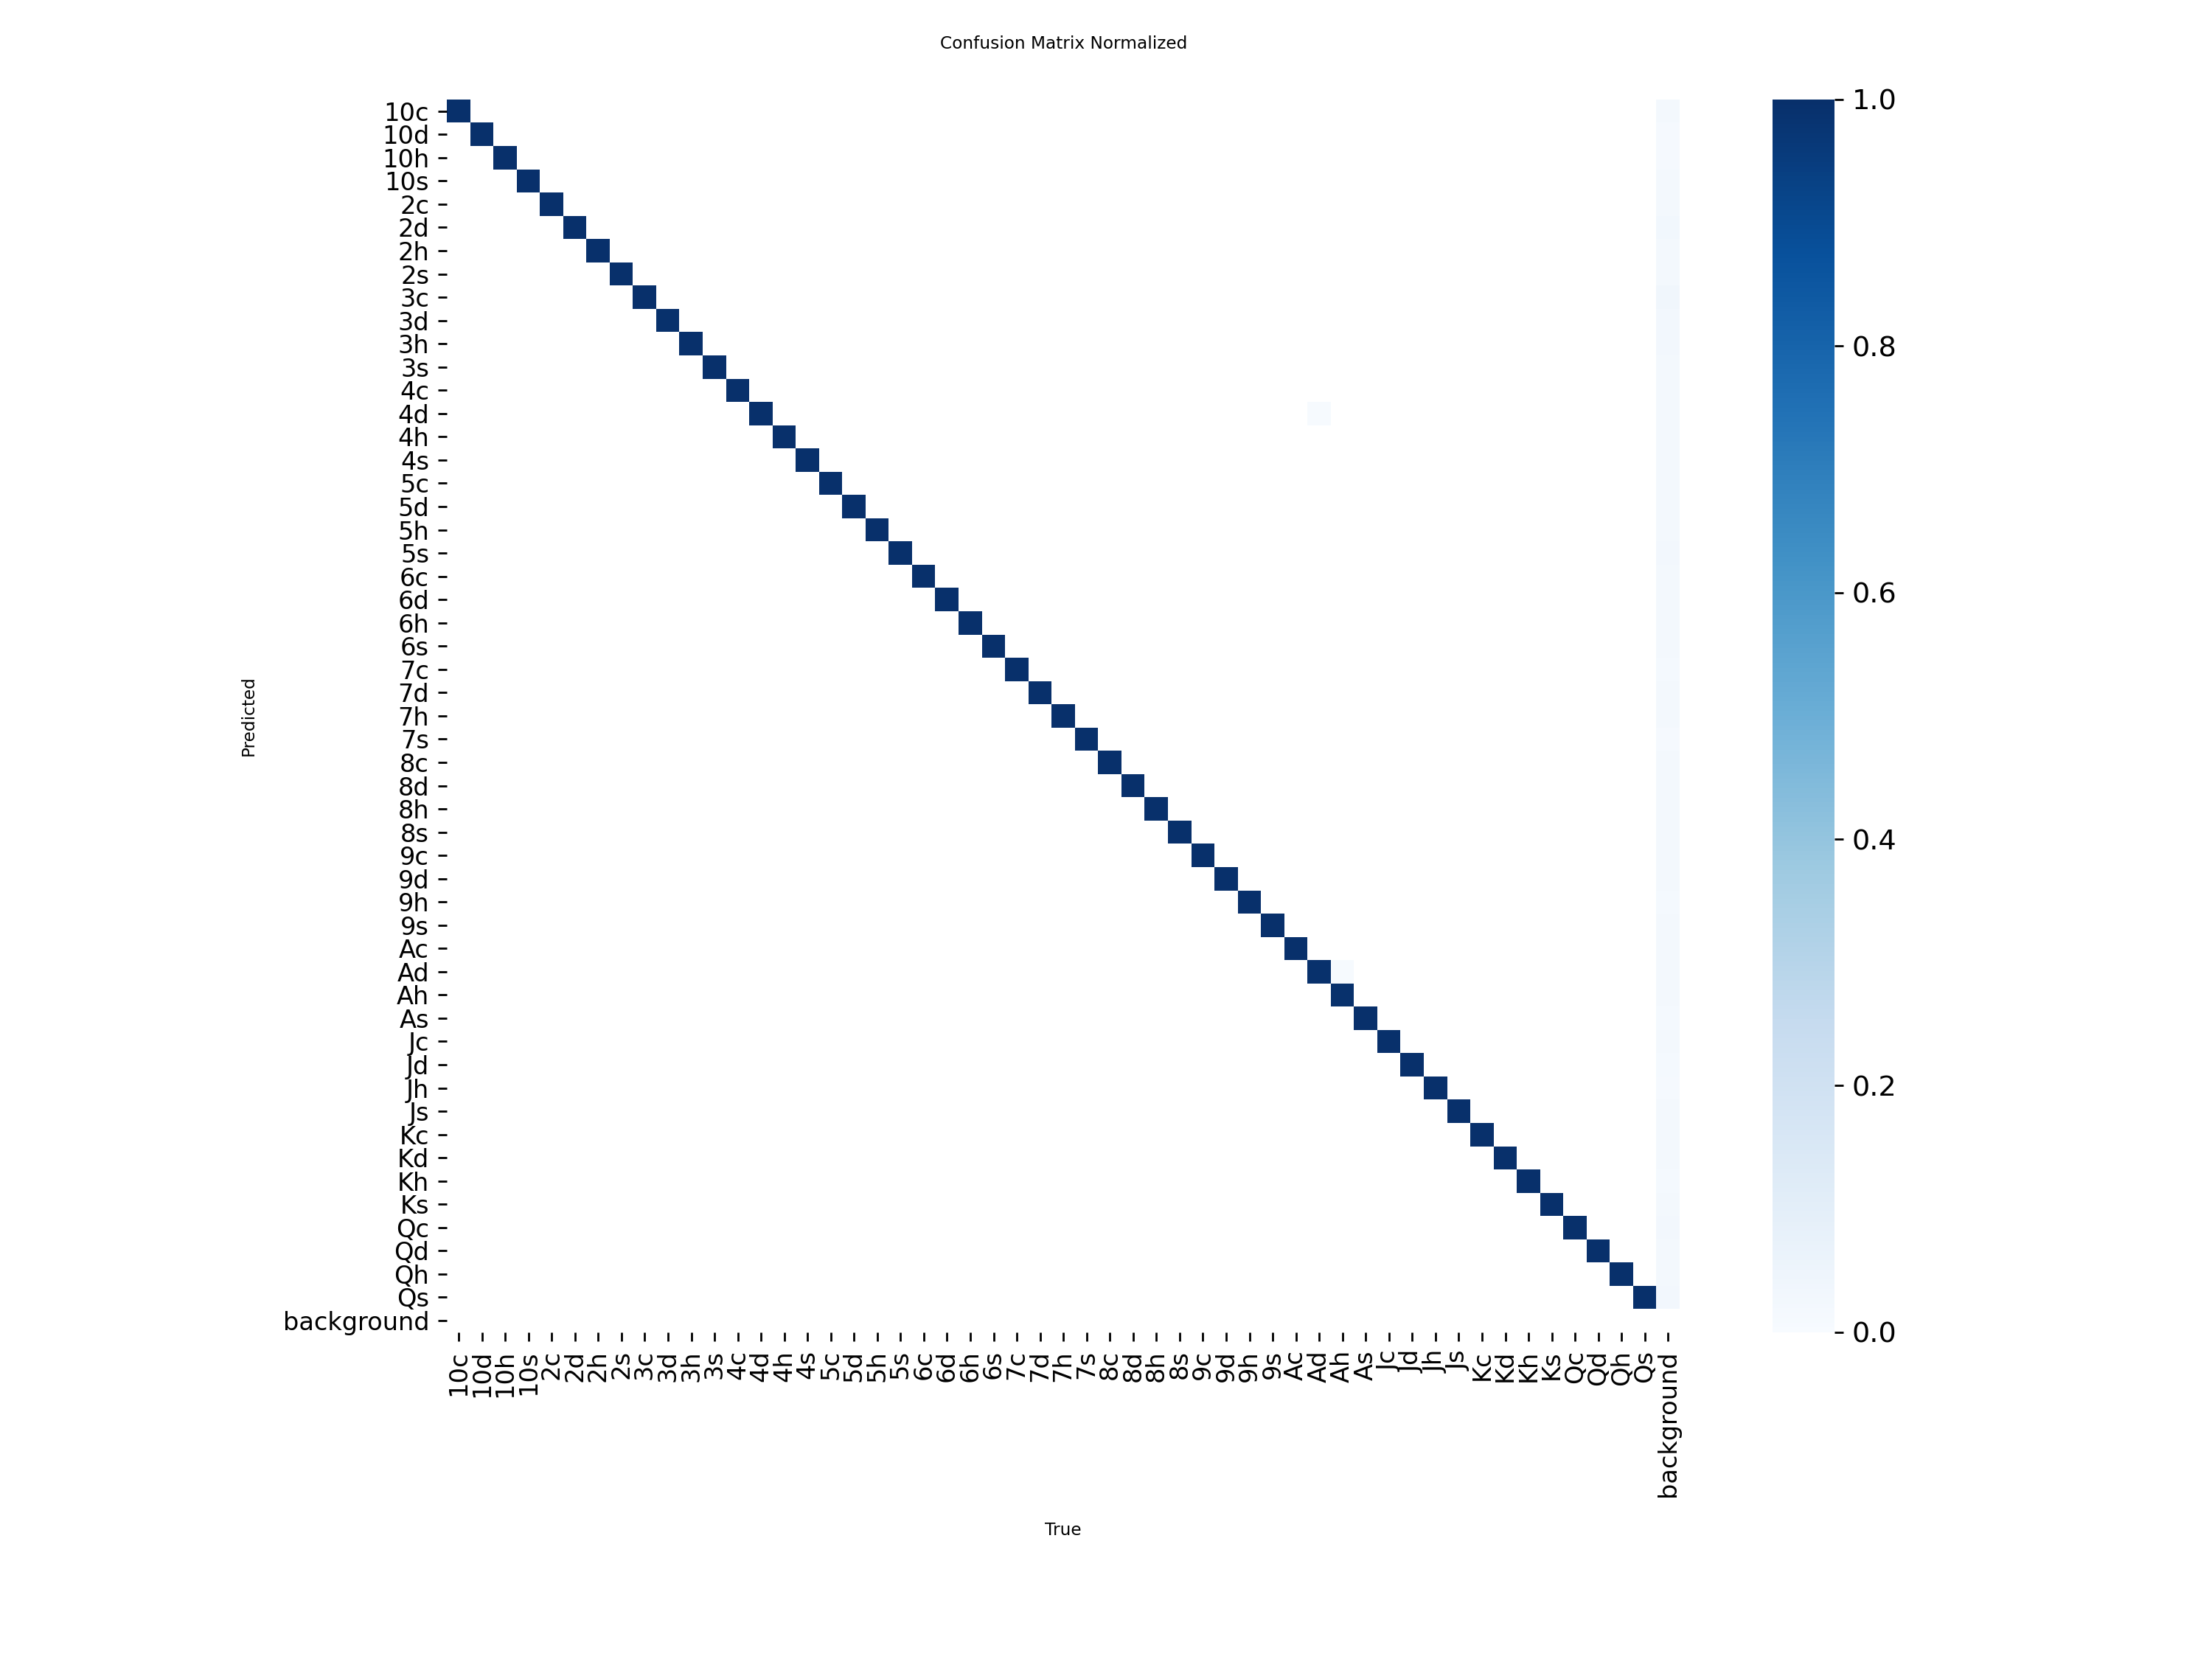 Confusion Matrix Normalized
10c
10d
10h
10s
2c
2d
2h
2s
3c
3d
3h
3s
4c
4d
4h
4s
5c
5d
5h
5s
6c
6d
6h
6s
7c
7d
7h
7s
8c
8d
8h
8s
9c
9d
9h
9s
Ac
Ad
Ah
As
Jc
Jd
Jh
Js
Kc
Kd
Kh
Ks
Qc
Qd
Qh
Qs
background
Predicted
10c 10d 10h 10s 2c 2d 2h 2s 3c 3d 3h 3s 4c 4d 4h 4s 5c 5d 5h 5s 6c 6d 6h 6s 7c 7d 7h 7s 8c 8d 8h 8s 9c 9d 9h 9s Ac Ad Ah As Jc Jd Jh Js Kc Kd Kh Ks Qc Qd Qh Qs background
True
1.0
0.8
0.6
0.4
0.2
0.0